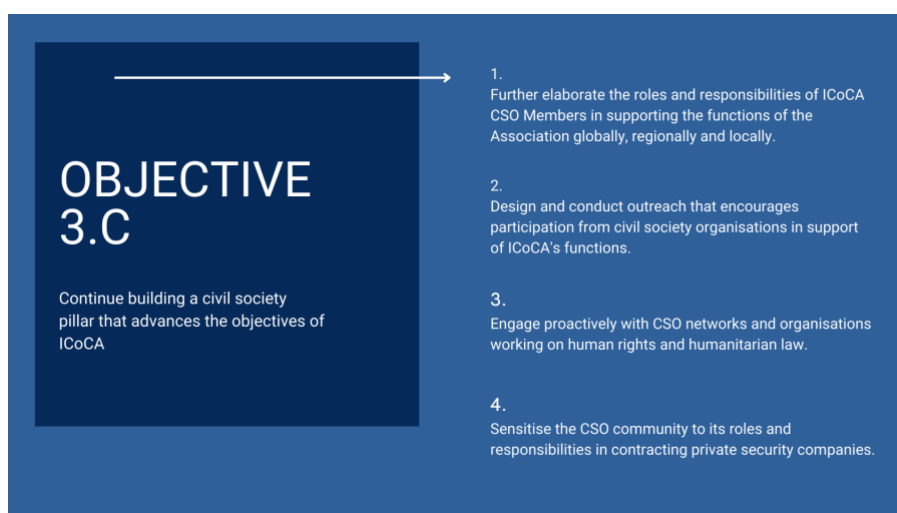 OBJECTIVE
3.C
Continue building a civil society
pillar that advances the objectives of
ICoCA
1.
Further elaborate the roles and responsibilities of ICoCA
CSO Members in supporting the functions of the
Association globally, regionally and locally.
2.
Design and conduct outreach that encourages
participation from civil society organisations in support
of ICoCA's functions.
3.
Engage proactively with CSO networks and organisations
working on human rights and humanitarian law.
4.
Sensitise the CSO community to its roles and
responsibilities in contracting private security companies.